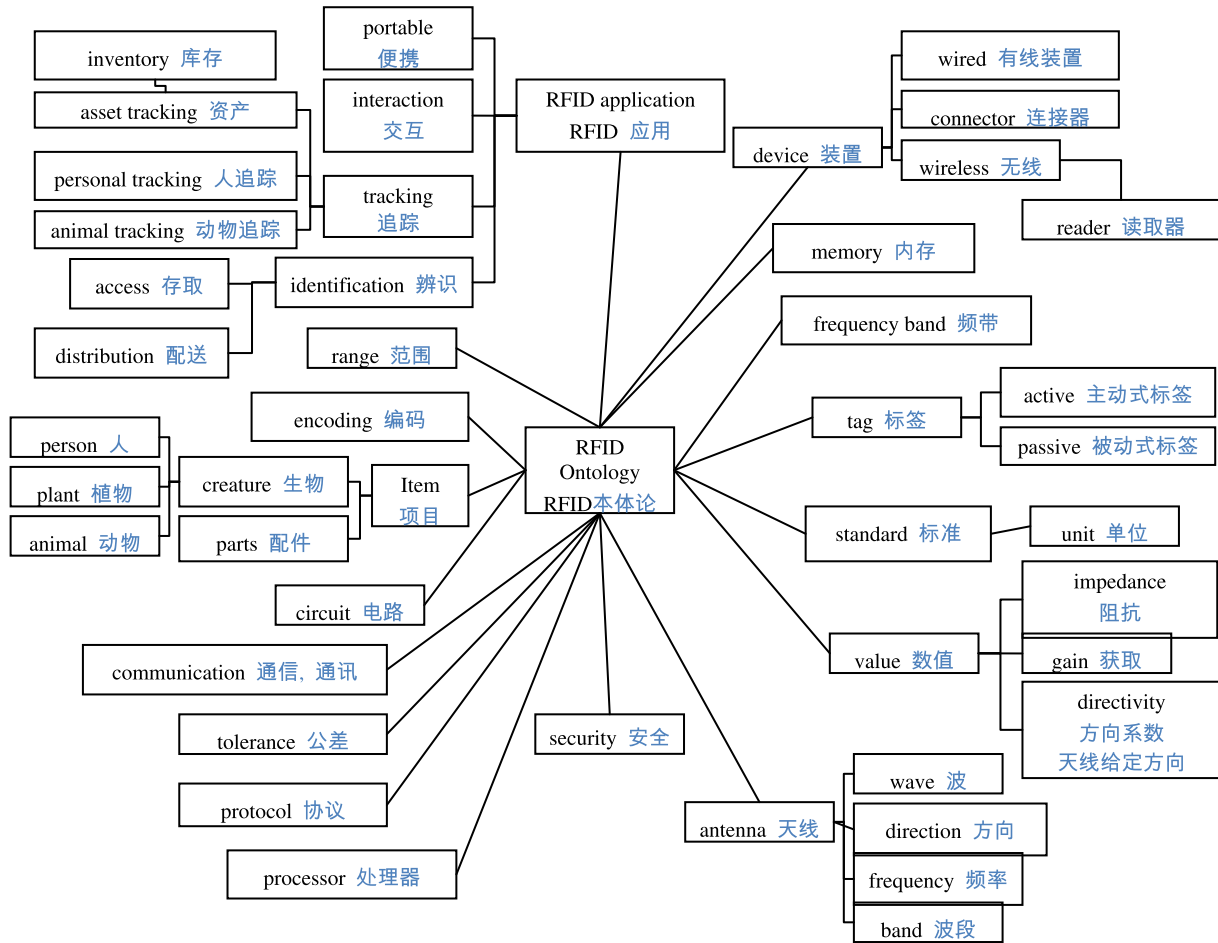 portable
便携
inventory 库存
asset tracking 资产
interaction
交互
RFID application
RFID 应用
personal tracking 人追踪
animal tracking 动物追踪
tracking
追踪
access 存取
identification 辨识
distribution 配送
wired 有线装置
connector 连接器
device 装置
wireless 无线
reader 读取器
memory 内存
frequency band 频带
range 范围
encoding 编码
RFID
Ontology
RFID本体论
tag 标签
active 主动式标签
passive 被动式标签
person 人
plant 植物
animal 动物
creature 生物
parts 配件
Item
项目
standard 标准
unit 单位
circuit 电路
communication 通信, 通讯
tolerance 公差
protocol 协议
processor 处理器
security 安全
value 数值
impedance
阻抗
gain 获取
directivity
方向系数
天线给定方向
antenna 天线
wave 波
direction 方向
frequency 频率
band 波段